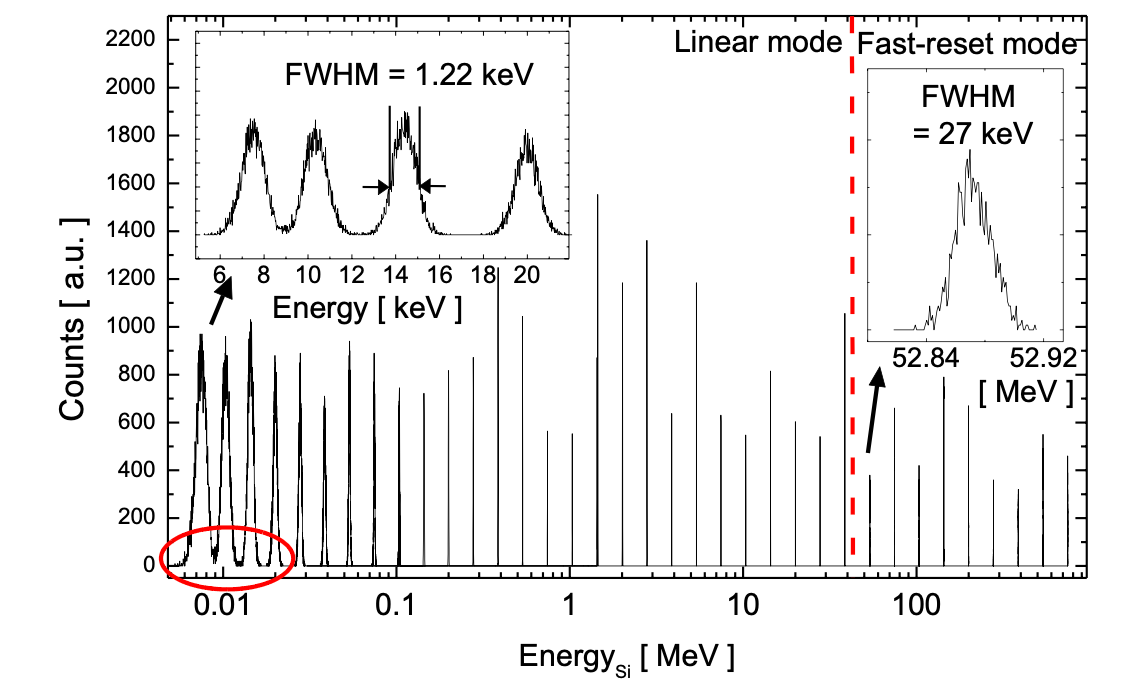 2200
2000
1800
1600
1400
1200
1000
800
600
400
200
0
Counts [ a.u. ]
Linear mode
Fast-reset mode
FWHM = 1.22 keV
6 8 10 12 14 16 18 20
Energy [ keV ]
FWHM
= 27 keV
52.84 52.92
[ MeV ]
0.01 0.1 1 10 100
Energy_Si [ MeV ]